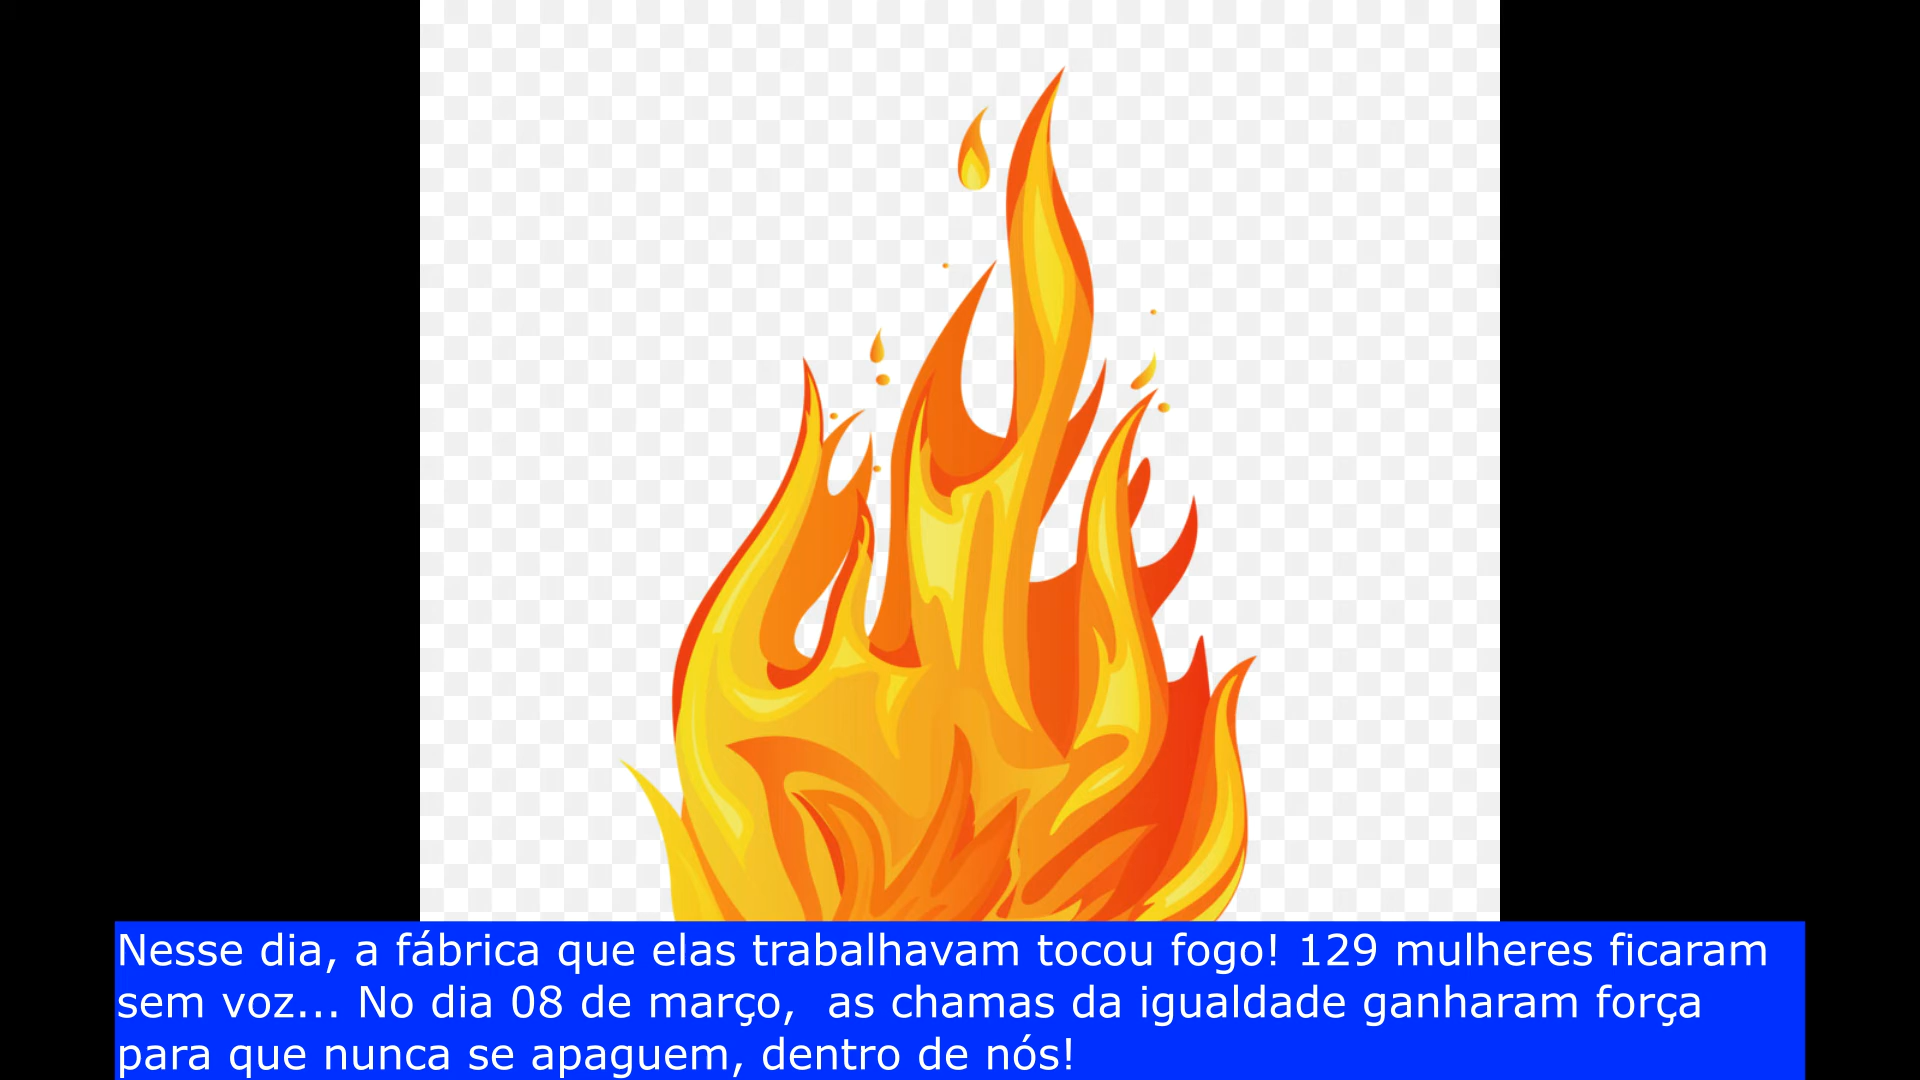 Nesse dia, a fábrica que elas trabalhavam tocou fogo! 129 mulheres ficaram
sem voz... No dia 08 de março,  as chamas da igualdade ganharam força
para que nunca se apaguem, dentro de nós!